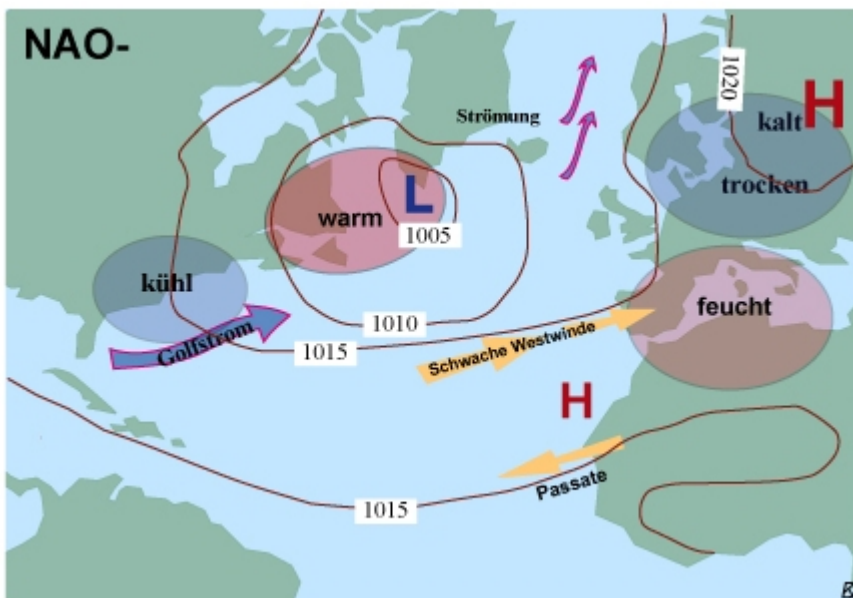 NAO-
1020
H
kalt
Strömung
trocken
L
warm
1005
kühl
feucht
1010
Golfstrom
1015
Schwache Westwinde
H
Passate
1015